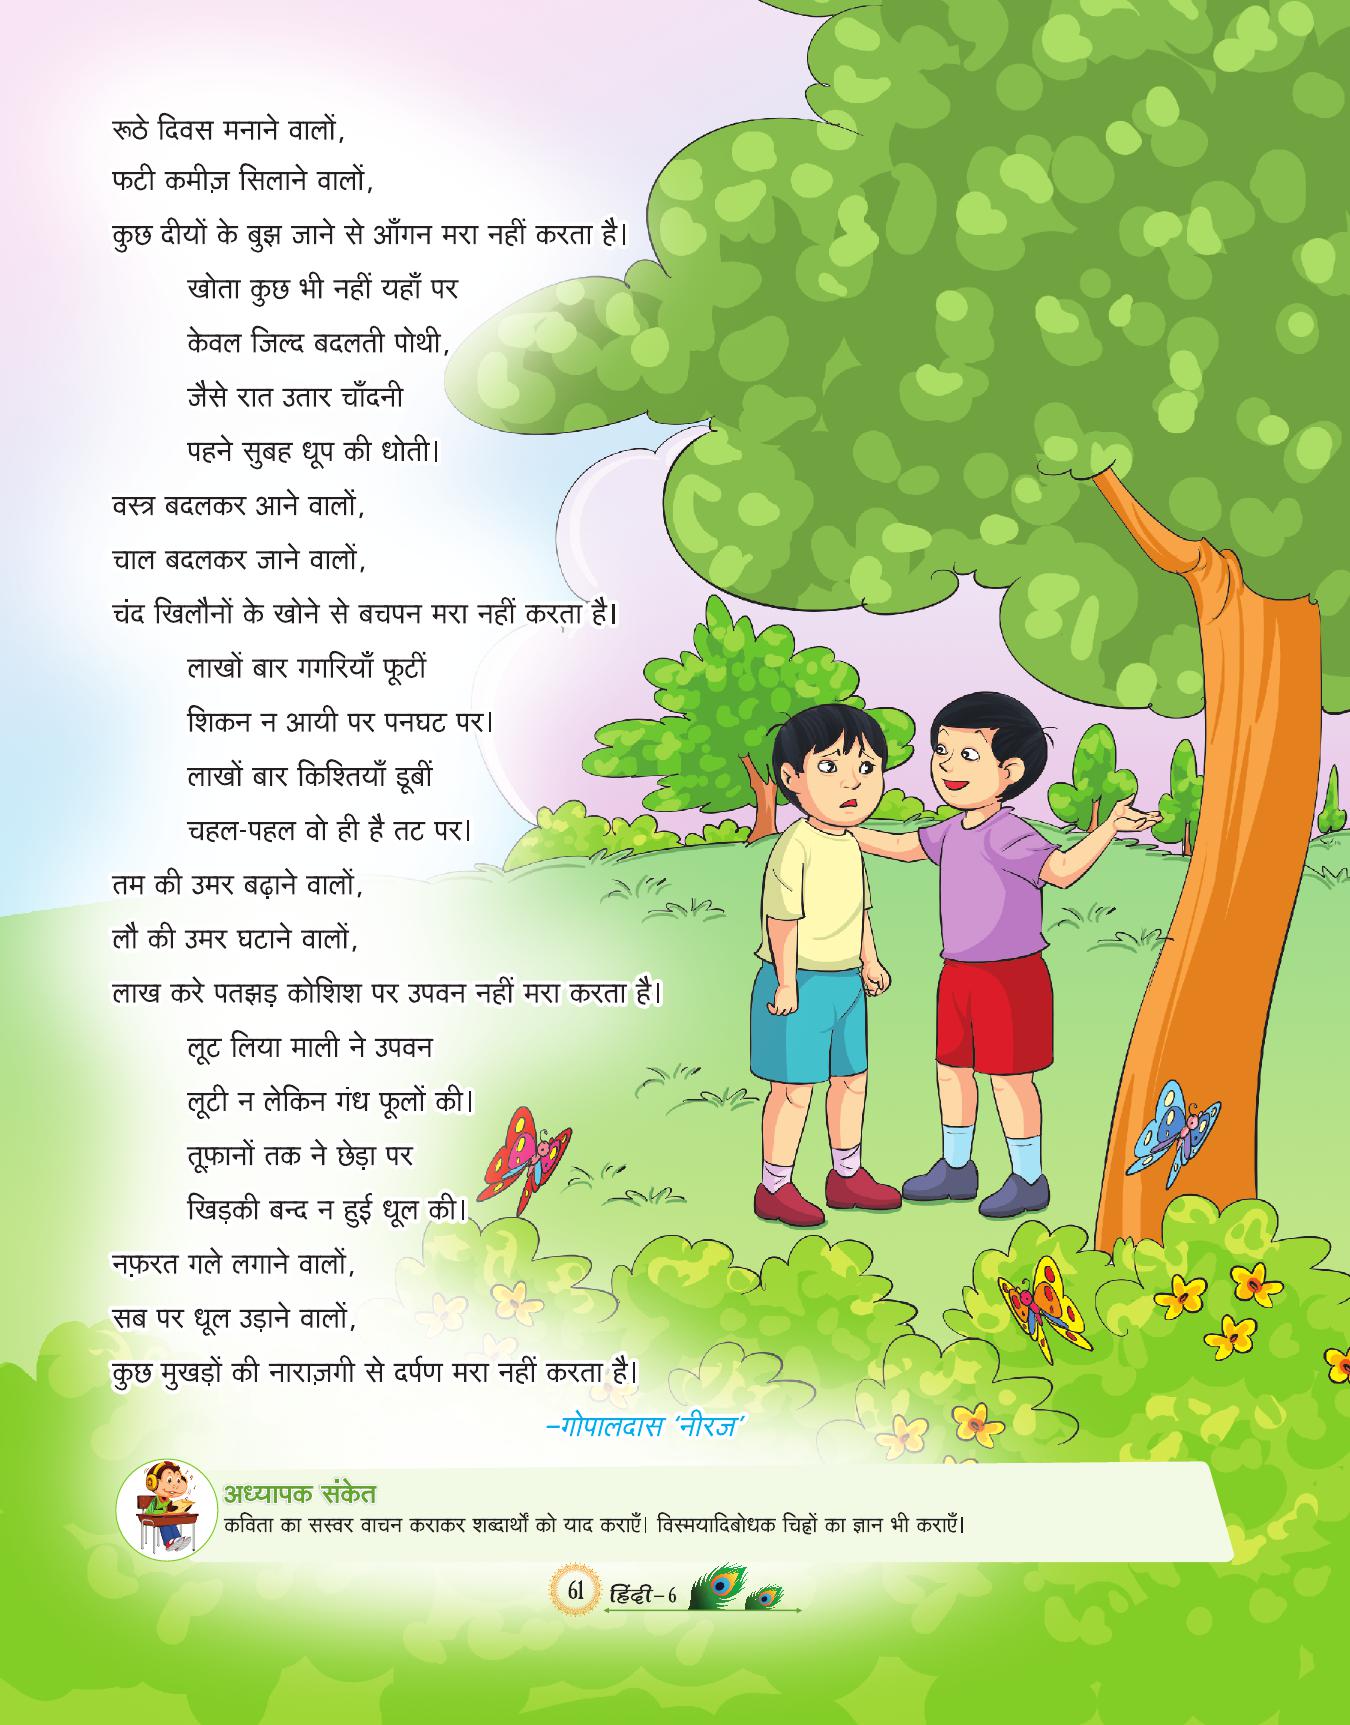 रूठे दिवस मनाने वालों,
फटी कमीज़ सिलाने वालों,
कुछ दीयों के बुझ जाने से आँगन मरा नहीं करता है।
खोता कुछ भी नहीं यहाँ पर
केवल जिल्द बदलती पोथी,
जैसे रात उतार चाँदनी
पहने सुबह धूप की धोती।
वस्त्र बदलकर आने वालों,
चाल बदलकर जाने वालों,
चंद खिलौनों के खोने से बचपन मरा नहीं करता है।
लाखों बार गगरियाँ फूटीं
शिकन न आयी पर पनघट पर।
लाखों बार किश्तियाँ डूबीं
चहल-पहल वो ही है तट पर।
तम की उमर बढ़ाने वालों,
लौ की उमर घटाने वालों,
लाख करे पतझड़ कोशिश पर उपवन नहीं मरा करता है।
लूट लिया माली ने उपवन
लूटी न लेकिन गंध फूलों की।
तूफ़ानों तक ने छेड़ा पर
खिड़की बन्द न हुई धूल की।
नफ़रत गले लगाने वालों,
सब पर धूल उड़ाने वालों,
कुछ मुखड़ों की नाराज़गी से दर्पण मरा नहीं करता है।
–गोपालदास ‘नीरज’
अध्यापक संकेत
कविता का सस्वर वाचन कराकर शब्दार्थों को याद कराएँ। विस्मयादिबोधक चिह्नों का ज्ञान भी कराएँ।
61 हिंदी–6